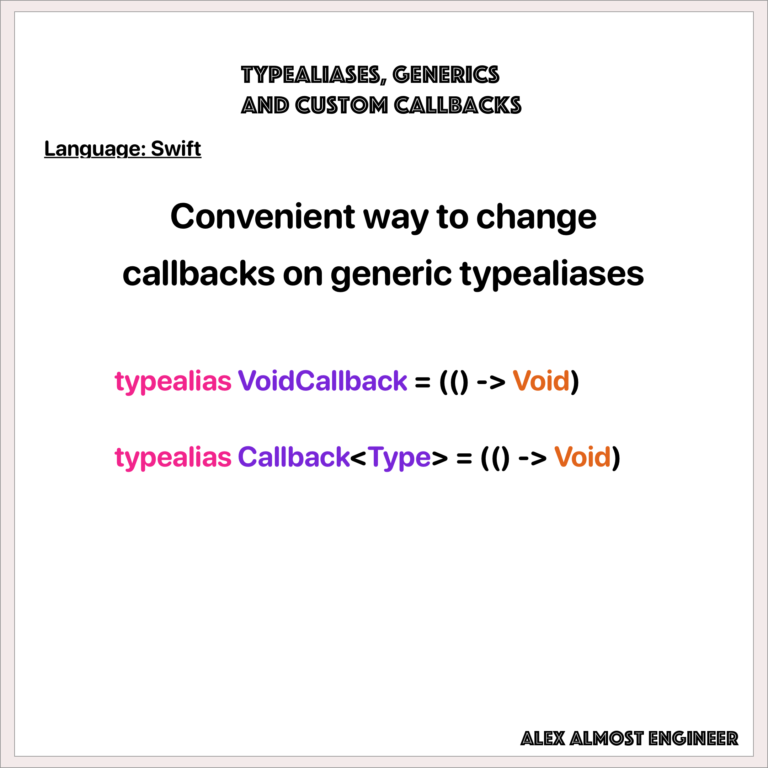 TYPEALIASES, GENERICS
AND CUSTOM CALLBACKS
Language: Swift
Convenient way to change
callbacks on generic typealiases
typealias VoidCallback = (() -> Void)
typealias Callback<Type> = (() -> Void)
ALEX ALMOST ENGINEER